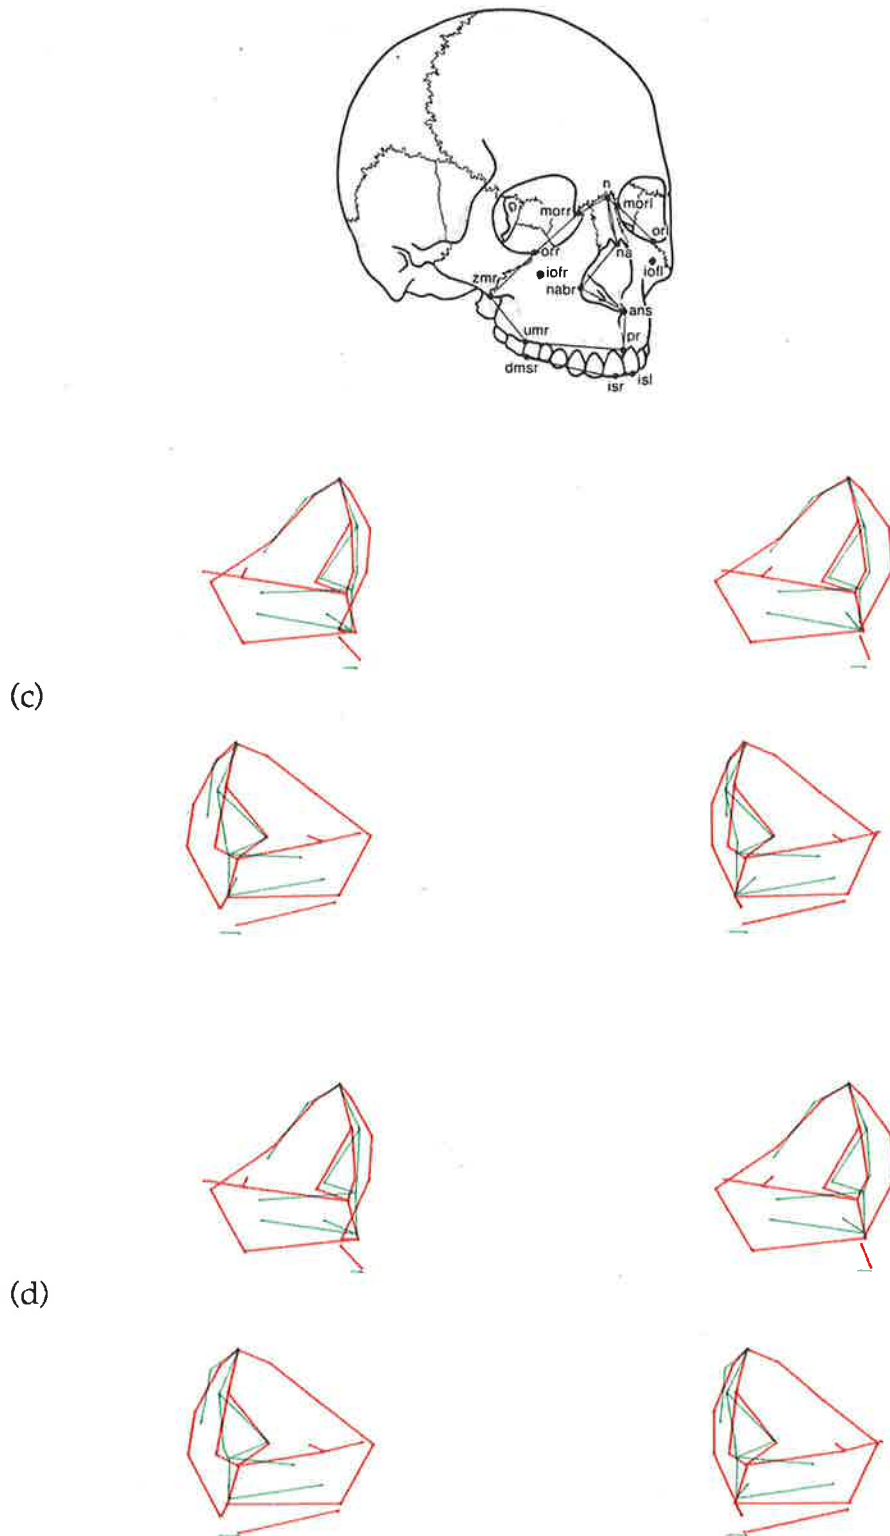 n
morr
morl
orl
orr
na
iofl
zmr
iofr
nabr
ans
umr
pr
dmsr
isr
isl
(c)
(d)